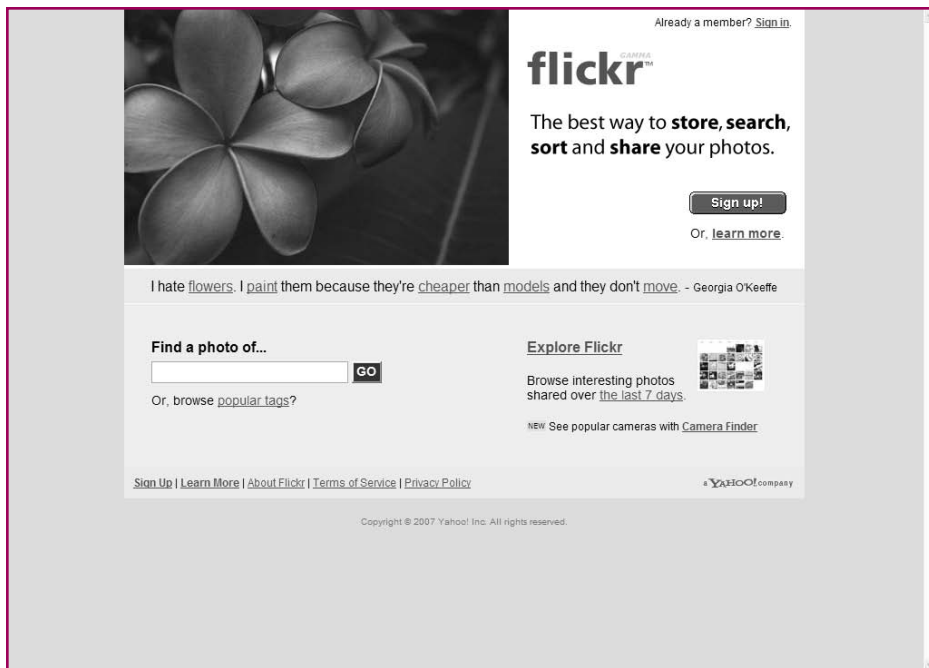 Already a member? Sign in.
GAMMA
flickr™
The best way to store, search,
sort and share your photos.
Sign up!
Or, learn more.
I hate flowers. I paint them because they're cheaper than models and they don't move. - Georgia O'Keeffe
Find a photo of...
GO
Or, browse popular tags?
Explore Flickr
Browse interesting photos
shared over the last 7 days.
NEW See popular cameras with Camera Finder
Sign Up | Learn More | About Flickr | Terms of Service | Privacy Policy
a YAHOO! company
Copyright © 2007 Yahoo! Inc. All rights reserved.